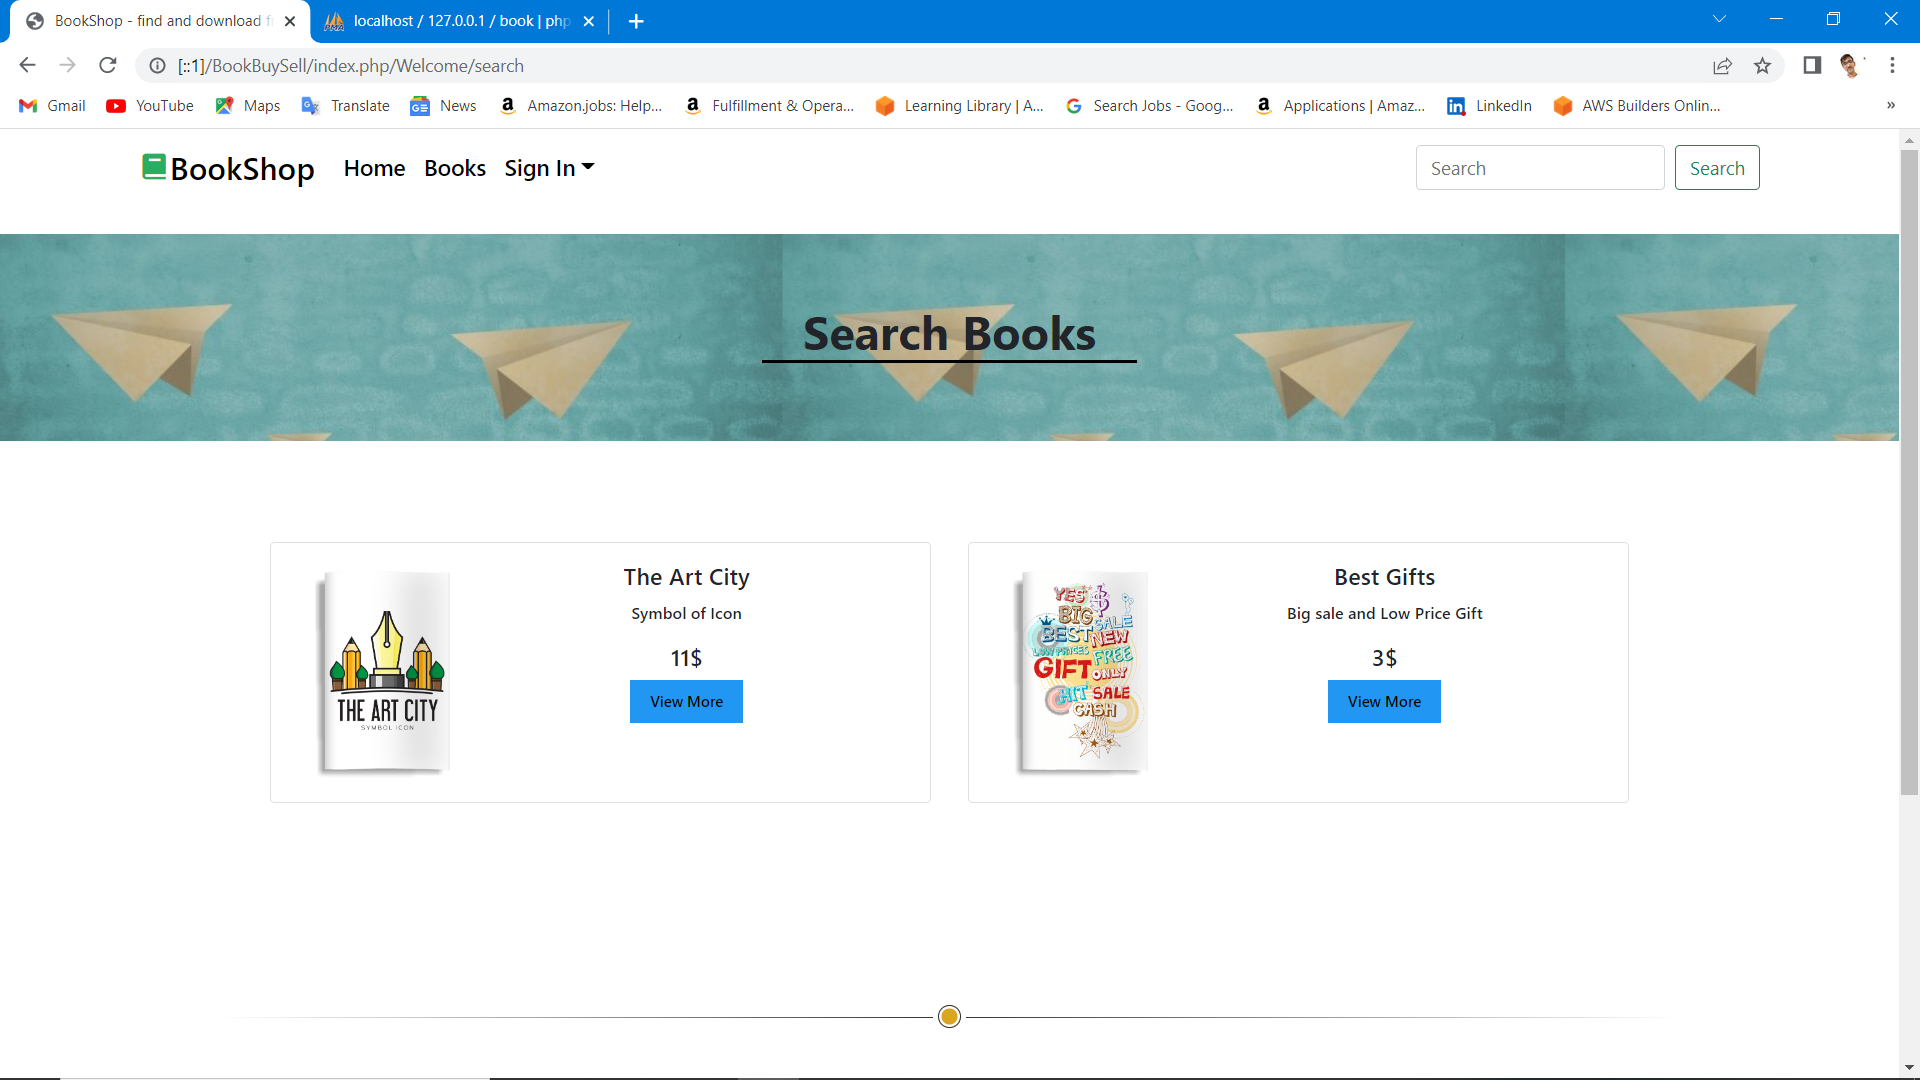 BookShop - find and download f
localhost / 127.0.0.1 / book | php
[::1]/BookBuySell/index.php/Welcome/search
Gmail YouTube Maps Translate News Amazon.jobs: Help... Fulfillment & Opera... Learning Library | A... Search Jobs - Goog... Applications | Amaz... LinkedIn AWS Builders Onlin... »
BookShop Home Books Sign In
Search Search
Search Books
The Art City
Symbol of Icon
11$
View More
THE ART CITY
SYMBOL ICON
Best Gifts
Big sale and Low Price Gift
3$
View More
YES $
BIG SALE
BEST NEW
LOW PRICES FREE
GIFT ONLY
HIT SALE
CASH